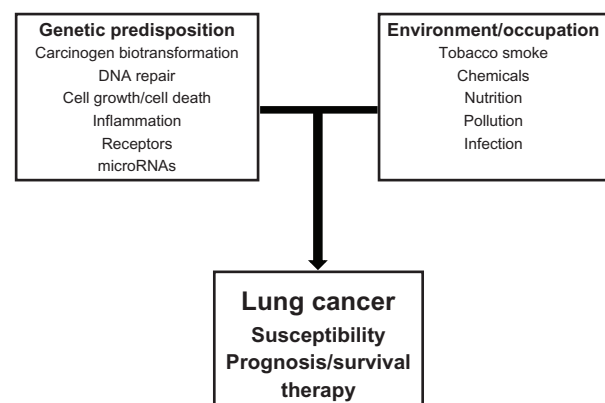 Genetic predisposition
Carcinogen biotransformation
DNA repair
Cell growth/cell death
Inflammation
Receptors
microRNAs
Environment/occupation
Tobacco smoke
Chemicals
Nutrition
Pollution
Infection
Lung cancer
Susceptibility
Prognosis/survival
therapy